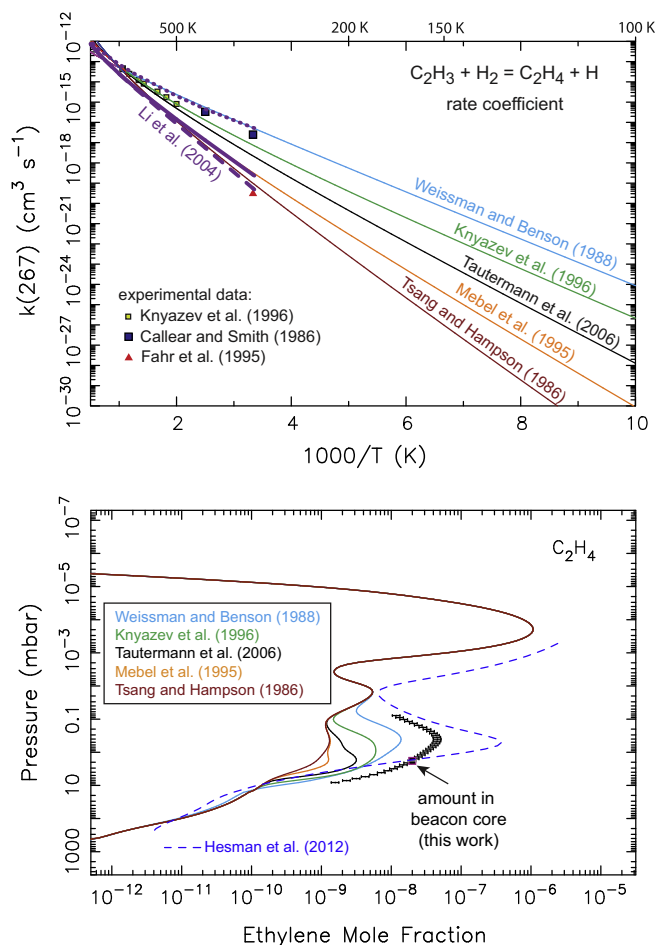 500 K
200 K
150 K
100 K
10⁻¹²
10⁻¹⁵
10⁻¹⁸
10⁻²¹
10⁻²⁴
10⁻²⁷
10⁻³⁰
k(267) (cm³ s⁻¹)
C₂H₃ + H₂ = C₂H₄ + H
rate coefficient
Li et al. (2004)
Weissman and Benson (1988)
Knyazev et al. (1996)
Tautermann et al. (2006)
Mebel et al. (1995)
Tsang and Hampson (1986)
experimental data:
Knyazev et al. (1996)
Callear and Smith (1986)
Fahr et al. (1995)
2
4
6
8
10
1000/T (K)
10⁻⁷
10⁻⁵
10⁻³
0.1
10
1000
Pressure (mbar)
C₂H₄
Weissman and Benson (1988)
Knyazev et al. (1996)
Tautermann et al. (2006)
Mebel et al. (1995)
Tsang and Hampson (1986)
amount in
beacon core
(this work)
Hesman et al. (2012)
10⁻¹²
10⁻¹¹
10⁻¹⁰
10⁻⁹
10⁻⁸
10⁻⁷
10⁻⁶
10⁻⁵
Ethylene Mole Fraction